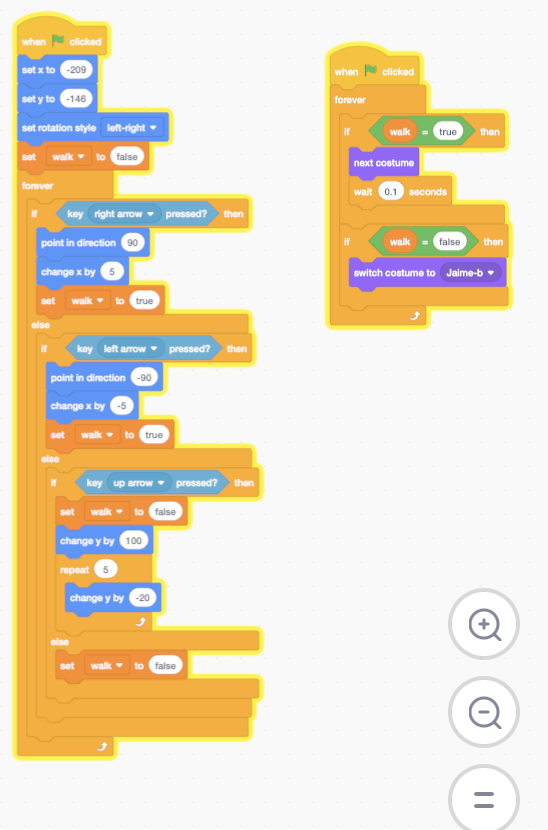 when clicked
set x to -209
set y to -146
set rotation style left-right
set walk to false
forever
if key right arrow pressed? then
point in direction 90
change x by 5
set walk to true
else
if key left arrow pressed? then
point in direction -90
change x by -5
set walk to true
else
if key up arrow pressed? then
set walk to false
change y by 100
repeat 5
change y by -20
else
set walk to false
when clicked
forever
if walk = true then
next costume
wait 0.1 seconds
if walk = false then
switch costume to Jaime-b